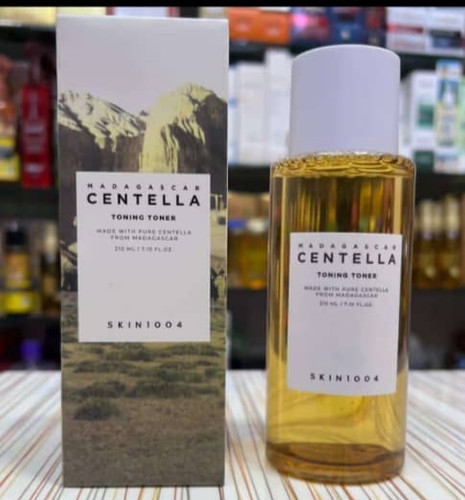 MADAGASCAR
CENTELLA
TONING TONER
MADE WITH PURE CENTELLA
FROM MADAGASCAR
210 ML / 7.10 FL.OZ.
SKIN1004
MADAGASCAR
CENTELLA
TONING TONER
MADE WITH PURE CENTELLA
FROM MADAGASCAR
210 ML / 7.10 FL.OZ.
SKIN1004